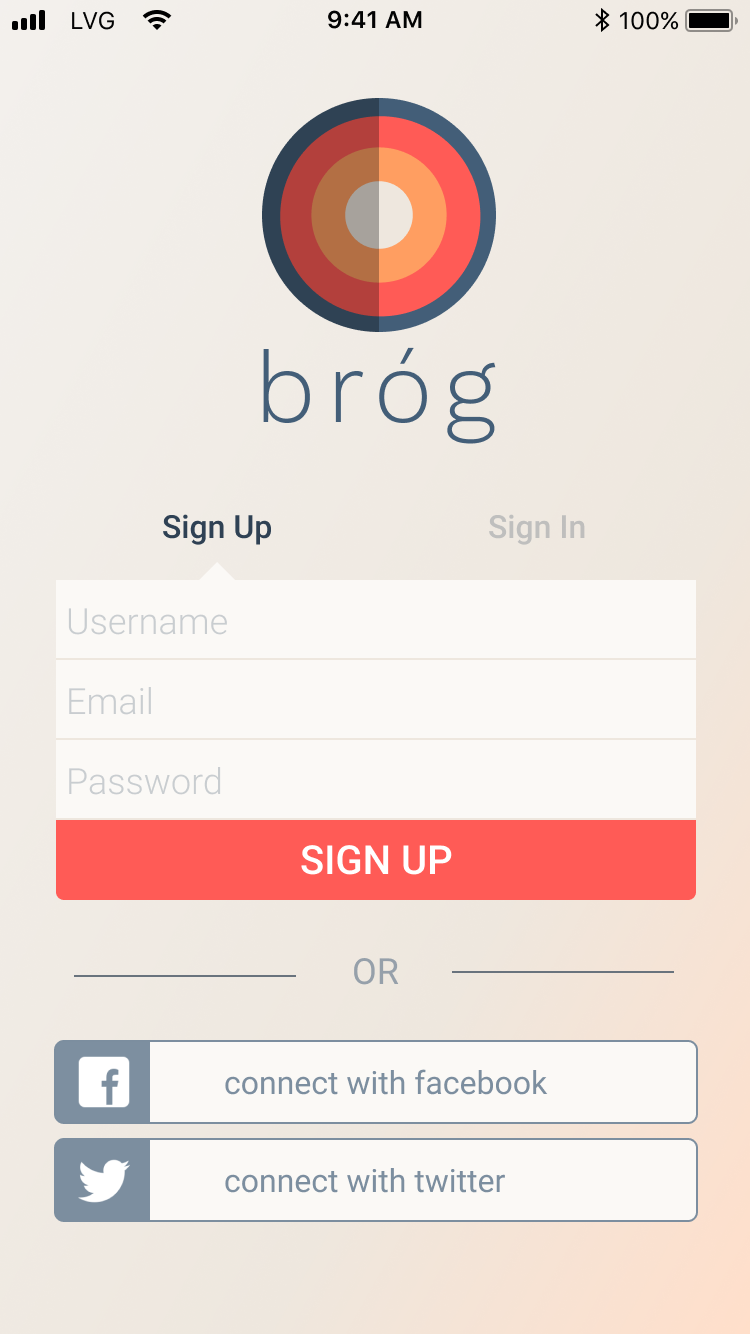 LVG 9:41 AM 100%
bróg
Sign Up Sign In
Username
Email
Password
SIGN UP
OR
connect with facebook
connect with twitter